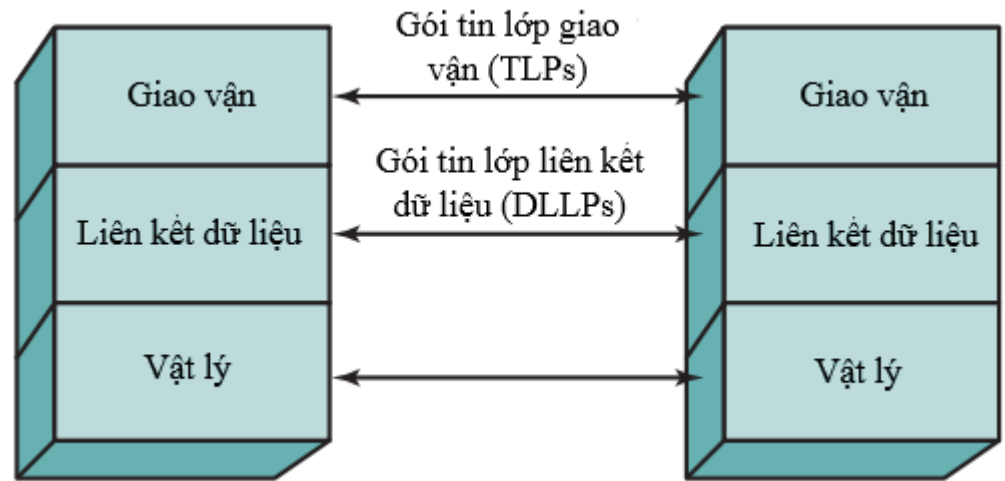 Gói tin lớp giao
vận (TLPs)
Giao vận
Giao vận
Gói tin lớp liên kết
dữ liệu (DLLPs)
Liên kết dữ liệu
Liên kết dữ liệu
Vật lý
Vật lý